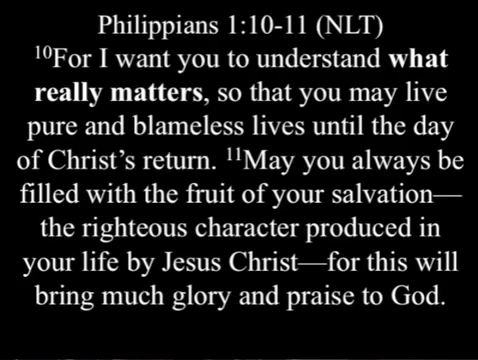 Philippians 1:10-11 (NLT)
¹⁰For I want you to understand what
really matters, so that you may live
pure and blameless lives until the day
of Christ’s return. ¹¹May you always be
filled with the fruit of your salvation—
the righteous character produced in
your life by Jesus Christ—for this will
bring much glory and praise to God.